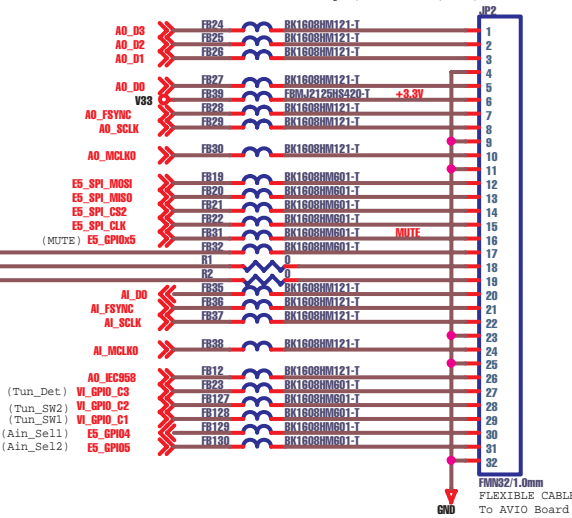 JP2
AO_D3 FB24 BK1608HM121-T 1
AO_D2 FB25 BK1608HM121-T 2
AO_D1 FB26 BK1608HM121-T 3
4
AO_D0 FB27 BK1608HM121-T 5
V33 FB39 FBMJ2125HS420-T +3.3V 6
AO_FSYNC FB28 BK1608HM121-T 7
AO_SCLK FB29 BK1608HM121-T 8
9
AO_MCLKO FB30 BK1608HM121-T 10
11
E5_SPI_MOSI FB19 BK1608HM601-T 12
E5_SPI_MISO FB20 BK1608HM601-T 13
E5_SPI_CS2 FB21 BK1608HM601-T 14
E5_SPI_CLK FB22 BK1608HM601-T 15
(MUTE) E5_GPIOx5 FB31 BK1608HM601-T MUTE 16
FB32 BK1608HM601-T 17
R1 0 18
R2 0 19
AI_D0 FB35 BK1608HM121-T 20
AI_FSYNC FB36 BK1608HM121-T 21
AI_SCLK FB37 BK1608HM121-T 22
23
AI_MCLKO FB38 BK1608HM121-T 24
25
AO_IEC958 FB12 BK1608HM121-T 26
(Tun_Det) VI_GPIO_C3 FB23 BK1608HM601-T 27
(Tun_SW2) VI_GPIO_C2 FB127 BK1608HM601-T 28
(Tun_SW1) VI_GPIO_C1 FB128 BK1608HM601-T 29
(Ain_Sel1) E5_GPIO4 FB129 BK1608HM601-T 30
(Ain_Sel2) E5_GPIO5 FB130 BK1608HM601-T 31
32
FMN32/1.0mm
FLEXIBLE CABLE
GND To AVIO Board